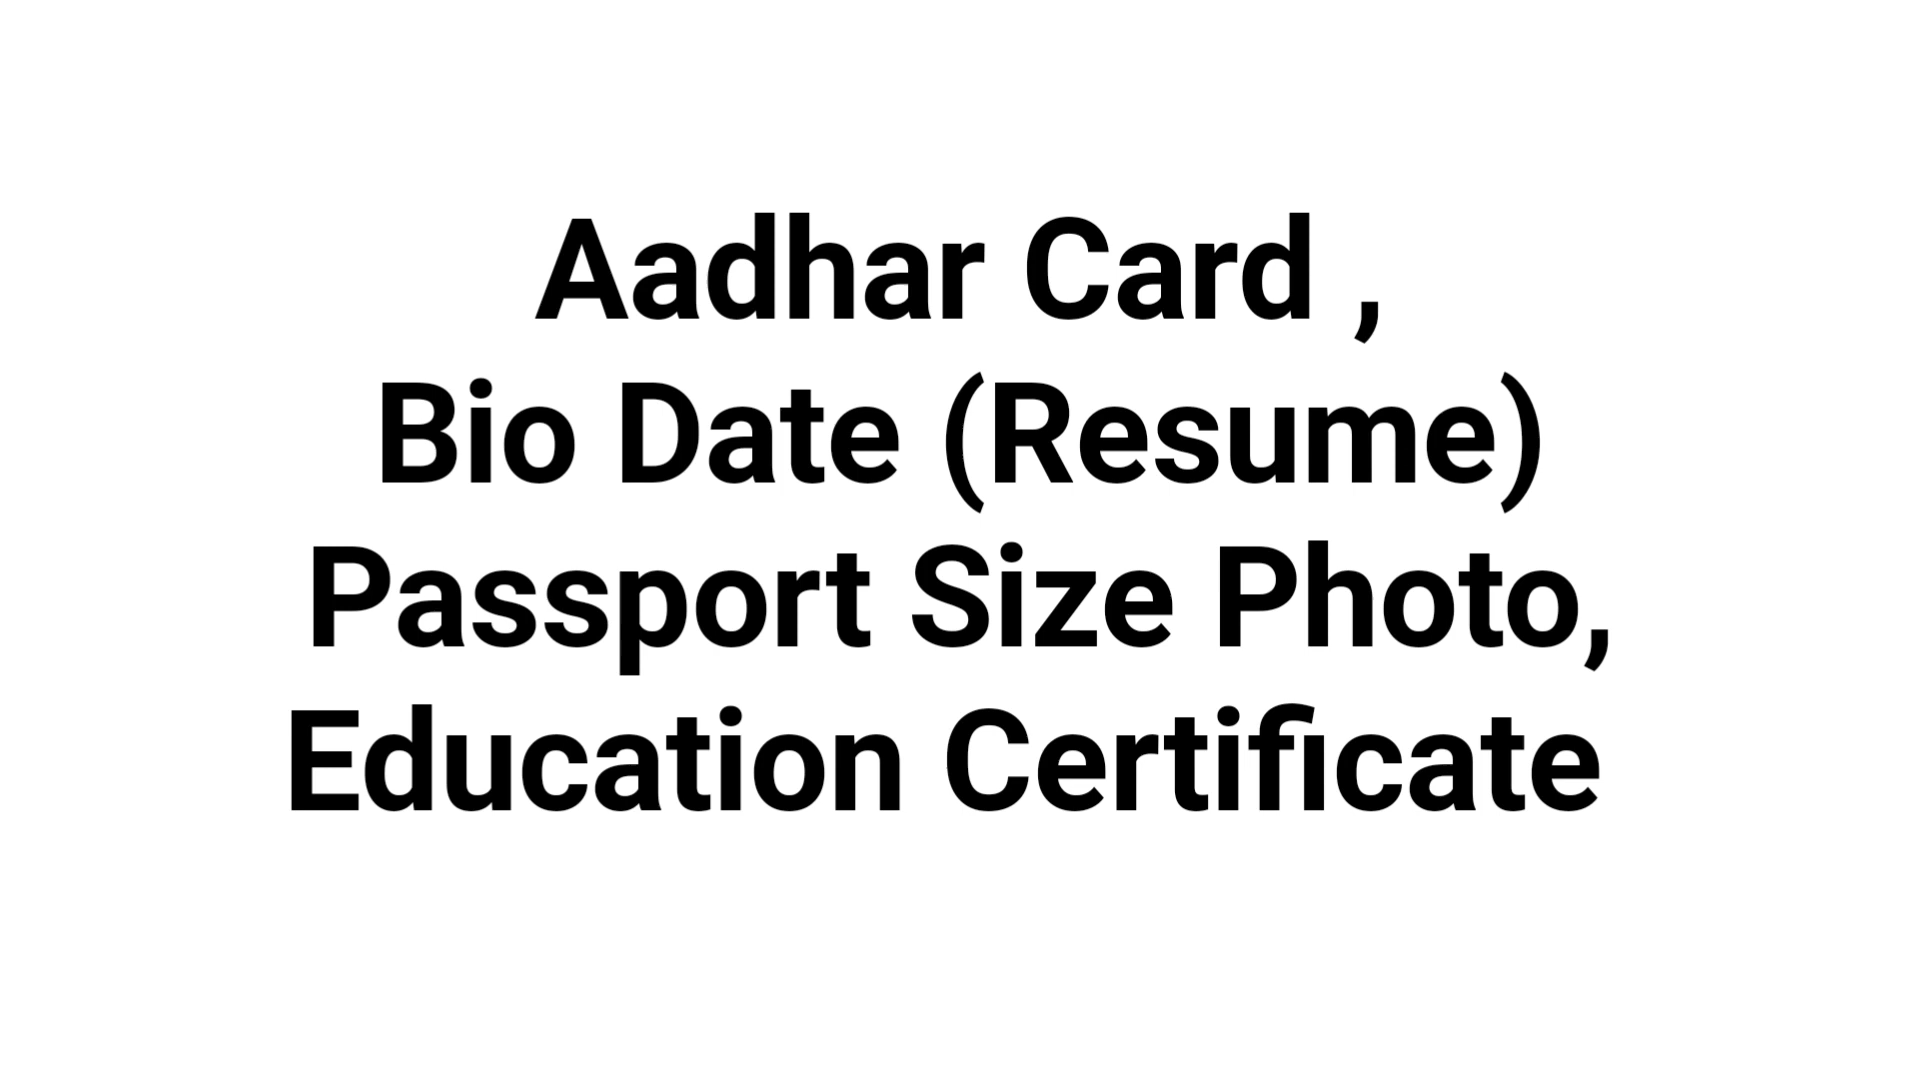 Aadhar Card ,
Bio Date (Resume)
Passport Size Photo,
Education Certificate